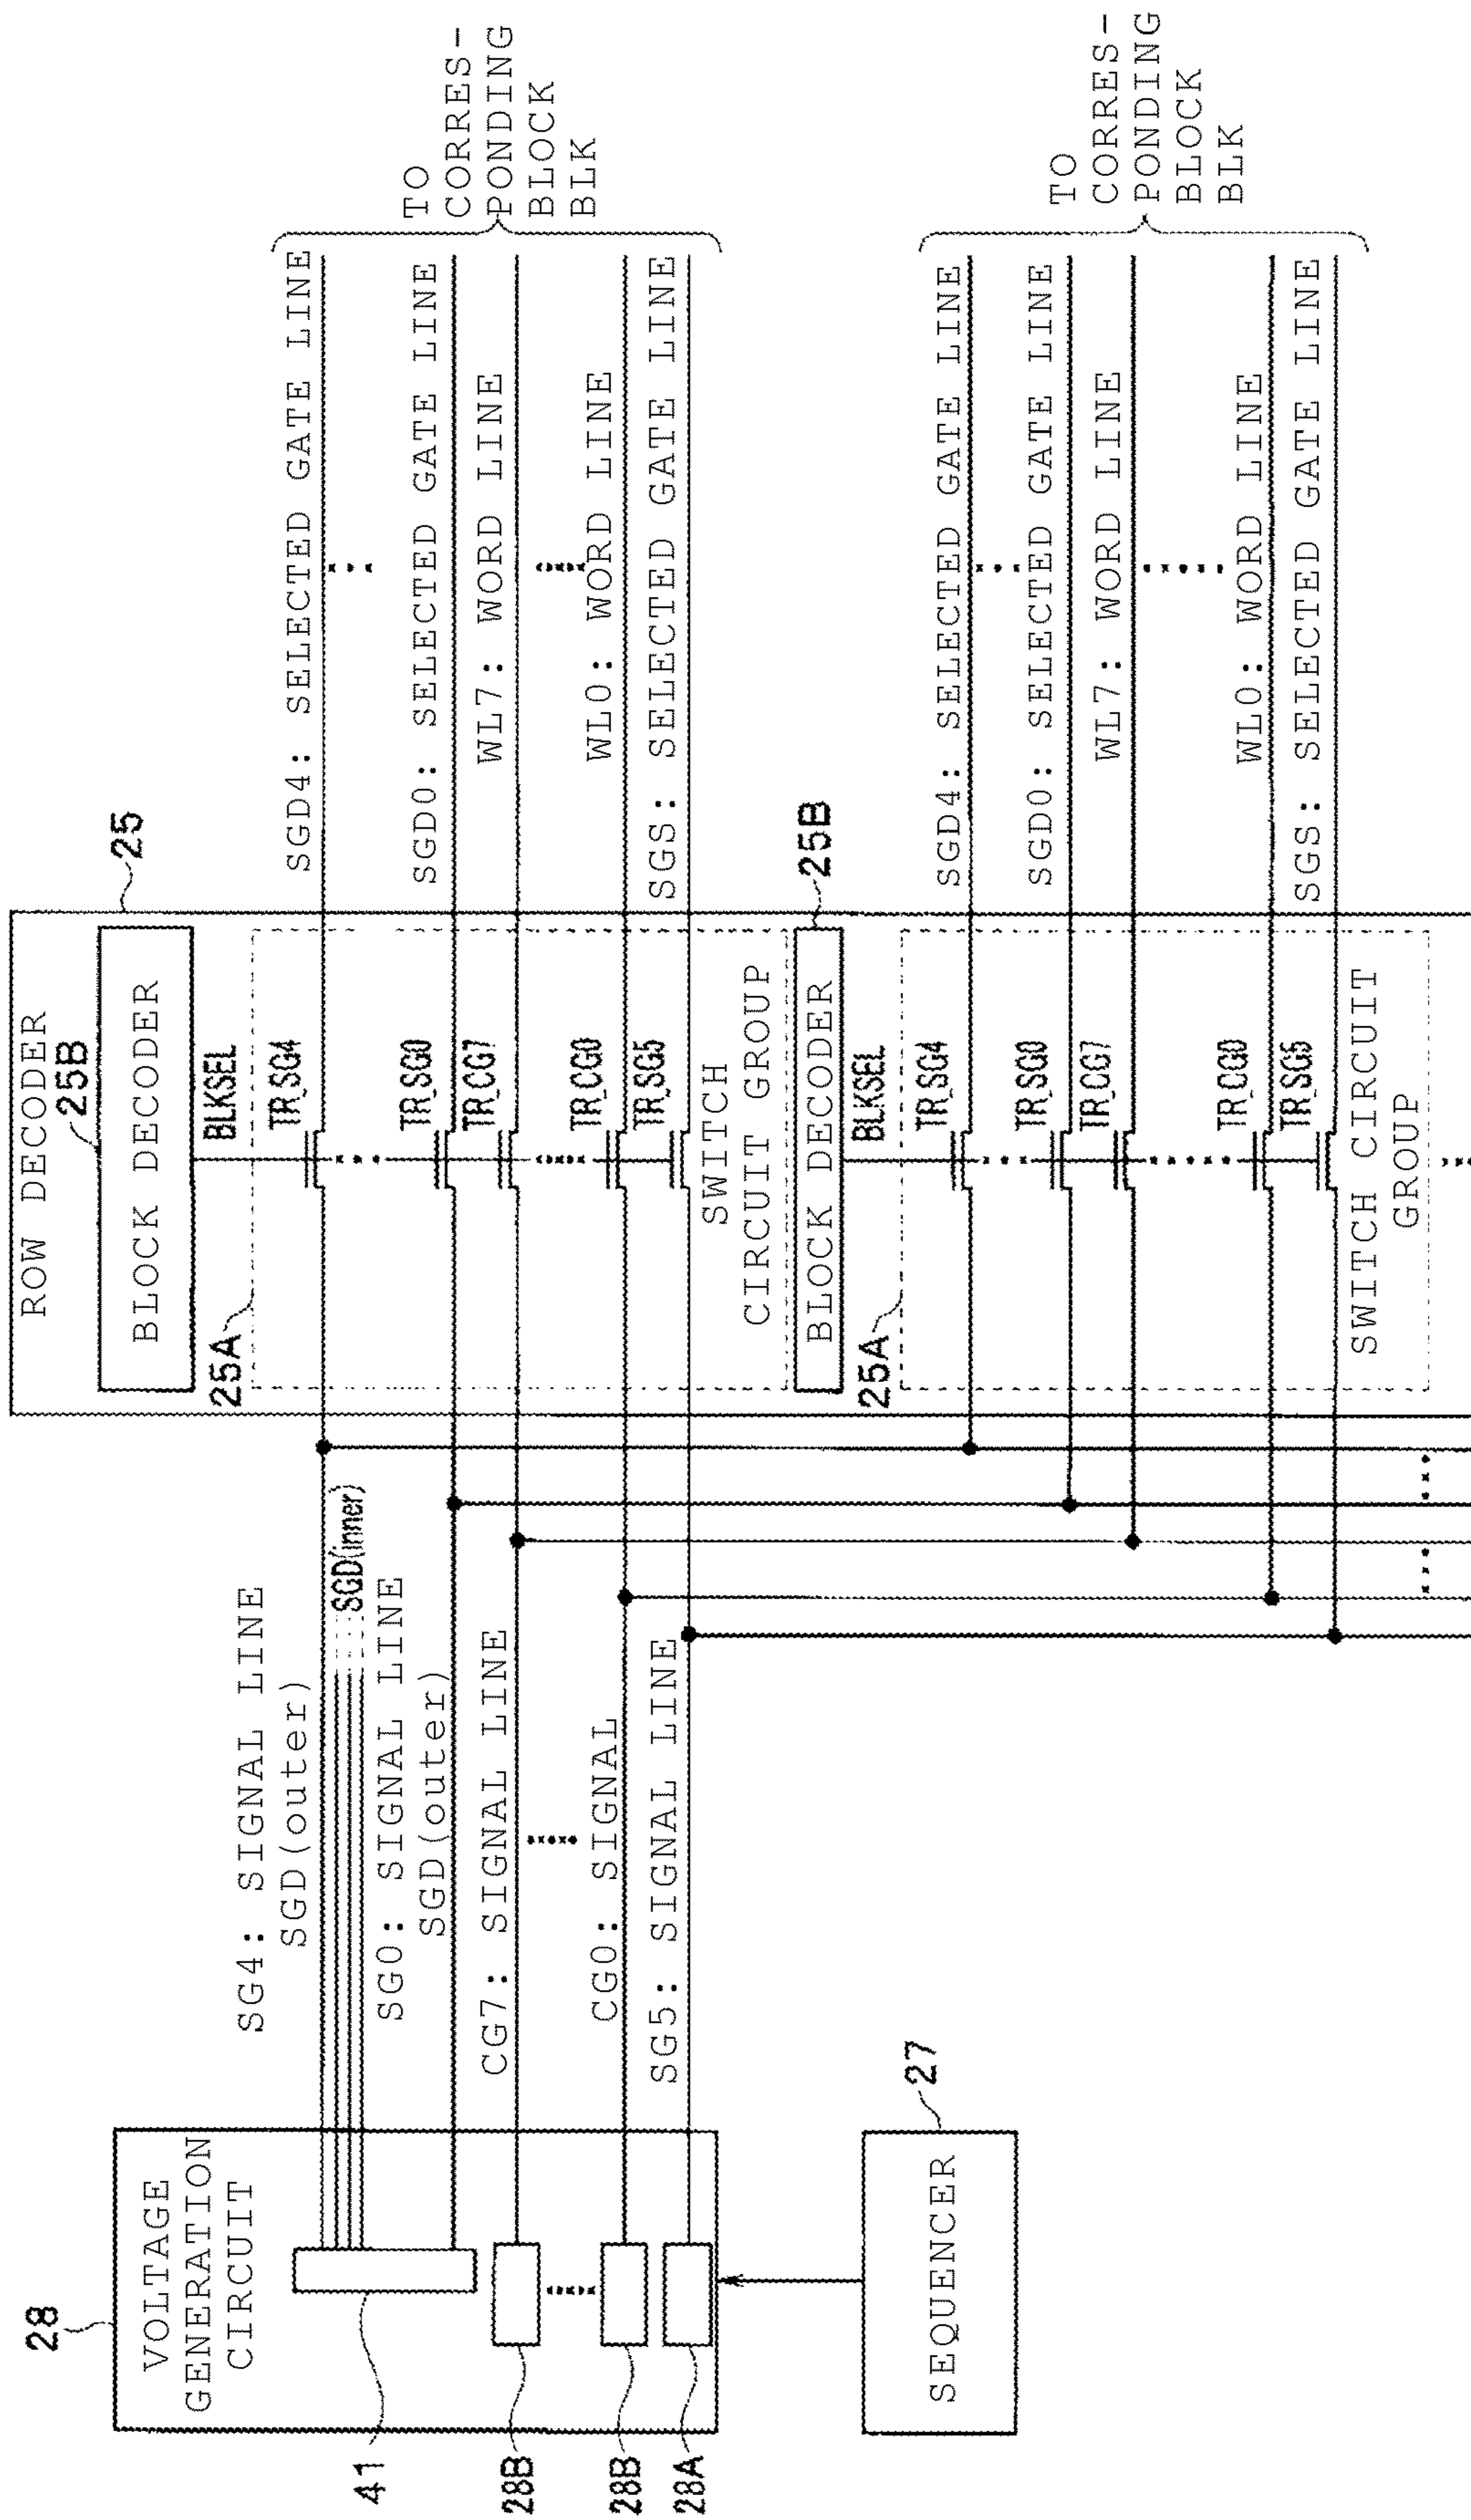 28
VOLTAGE
GENERATION
CIRCUIT
41
28B
28B
28A
SEQUENCER
27
SG4: SIGNAL LINE
SGD(outer)
SGD(inner)
SG0: SIGNAL LINE
SGD(outer)
CG7: SIGNAL LINE
CG0: SIGNAL
SG5: SIGNAL LINE
ROW DECODER
25
25B
BLOCK DECODER
BLKSEL
25A
TR_SG4
TR_SG0
TR_CG7
TR_CG0
TR_SG5
SWITCH
CIRCUIT GROUP
25B
BLOCK DECODER
BLKSEL
25A
TR_SG4
TR_SG0
TR_CG7
TR_CG0
TR_SG5
SWITCH CIRCUIT
GROUP
SGD4: SELECTED GATE LINE
SGD0: SELECTED GATE LINE
WL7: WORD LINE
WL0: WORD LINE
SGS: SELECTED GATE LINE
TO
CORRES-
PONDING
BLOCK
BLK
SGD4: SELECTED GATE LINE
SGD0: SELECTED GATE LINE
WL7: WORD LINE
WL0: WORD LINE
SGS: SELECTED GATE LINE
TO
CORRES-
PONDING
BLOCK
BLK